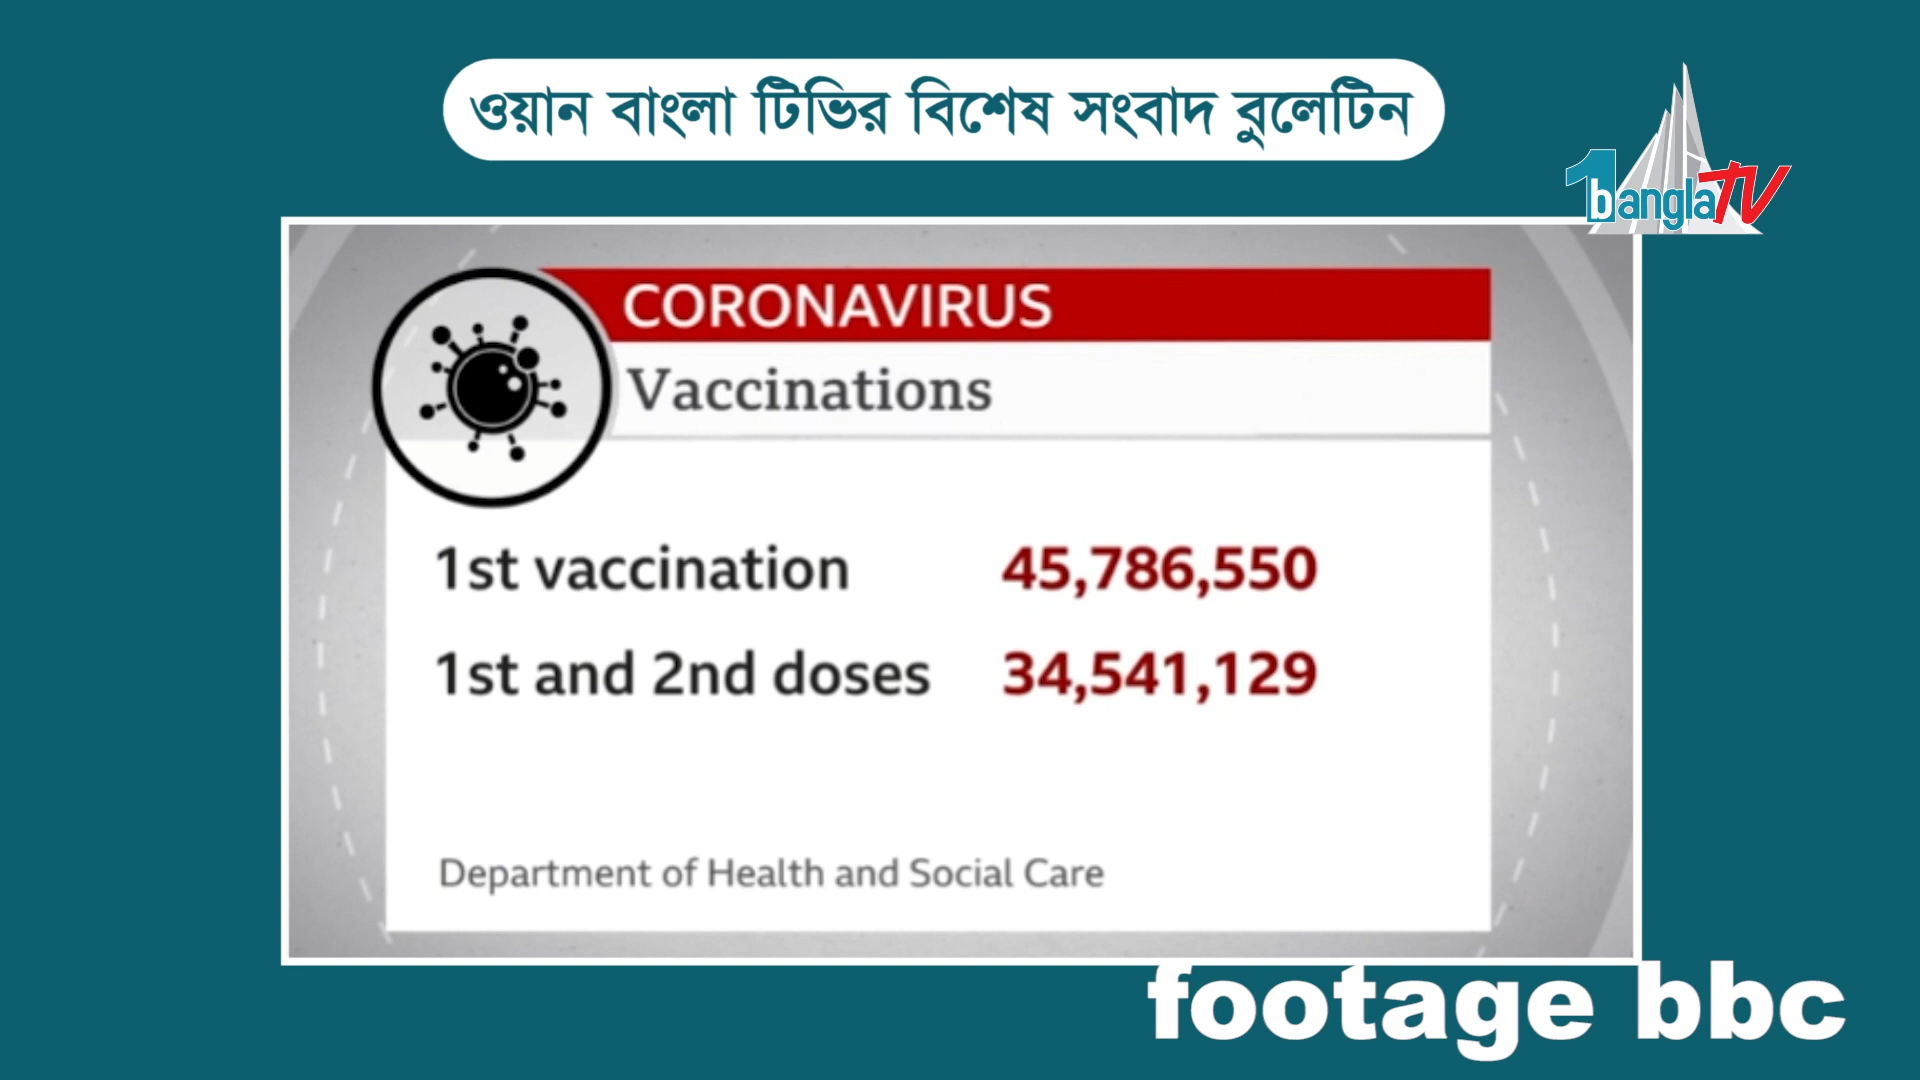 ওয়ান বাংলা টিভির বিশেষ সংবাদ বুলেটিন
1banglaTV
CORONAVIRUS
Vaccinations
1st vaccination 45,786,550
1st and 2nd doses 34,541,129
Department of Health and Social Care
footage bbc